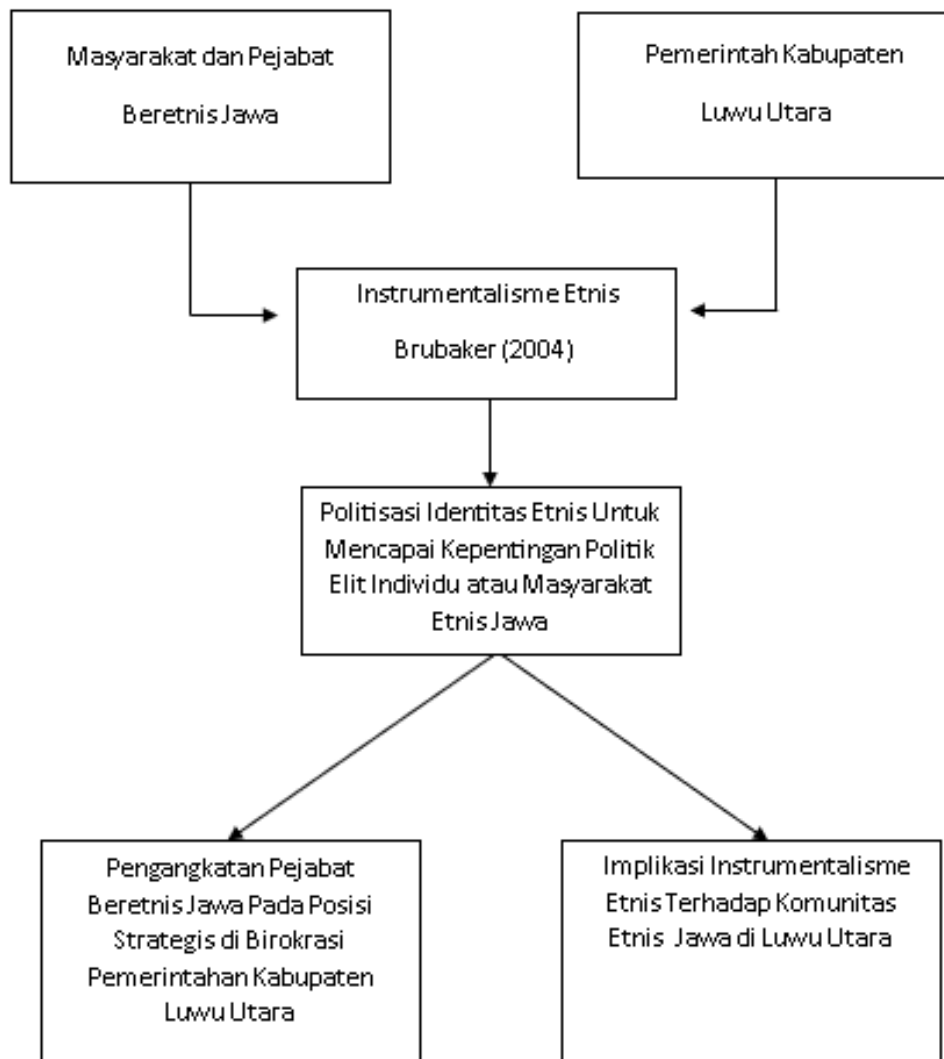 Masyarakat dan Pejabat
Beretnis Jawa
Pemerintah Kabupaten
Luwu Utara
Instrumentalisme Etnis
Brubaker (2004)
Politisasi Identitas Etnis Untuk
Mencapai Kepentingan Politik
Elit Individu atau Masyarakat
Etnis Jawa
Pengangkatan Pejabat
Beretnis Jawa Pada Posisi
Strategis di Birokrasi
Pemerintahan Kabupaten
Luwu Utara
Implikasi Instrumentalisme
Etnis Terhadap Komunitas
Etnis Jawa di Luwu Utara